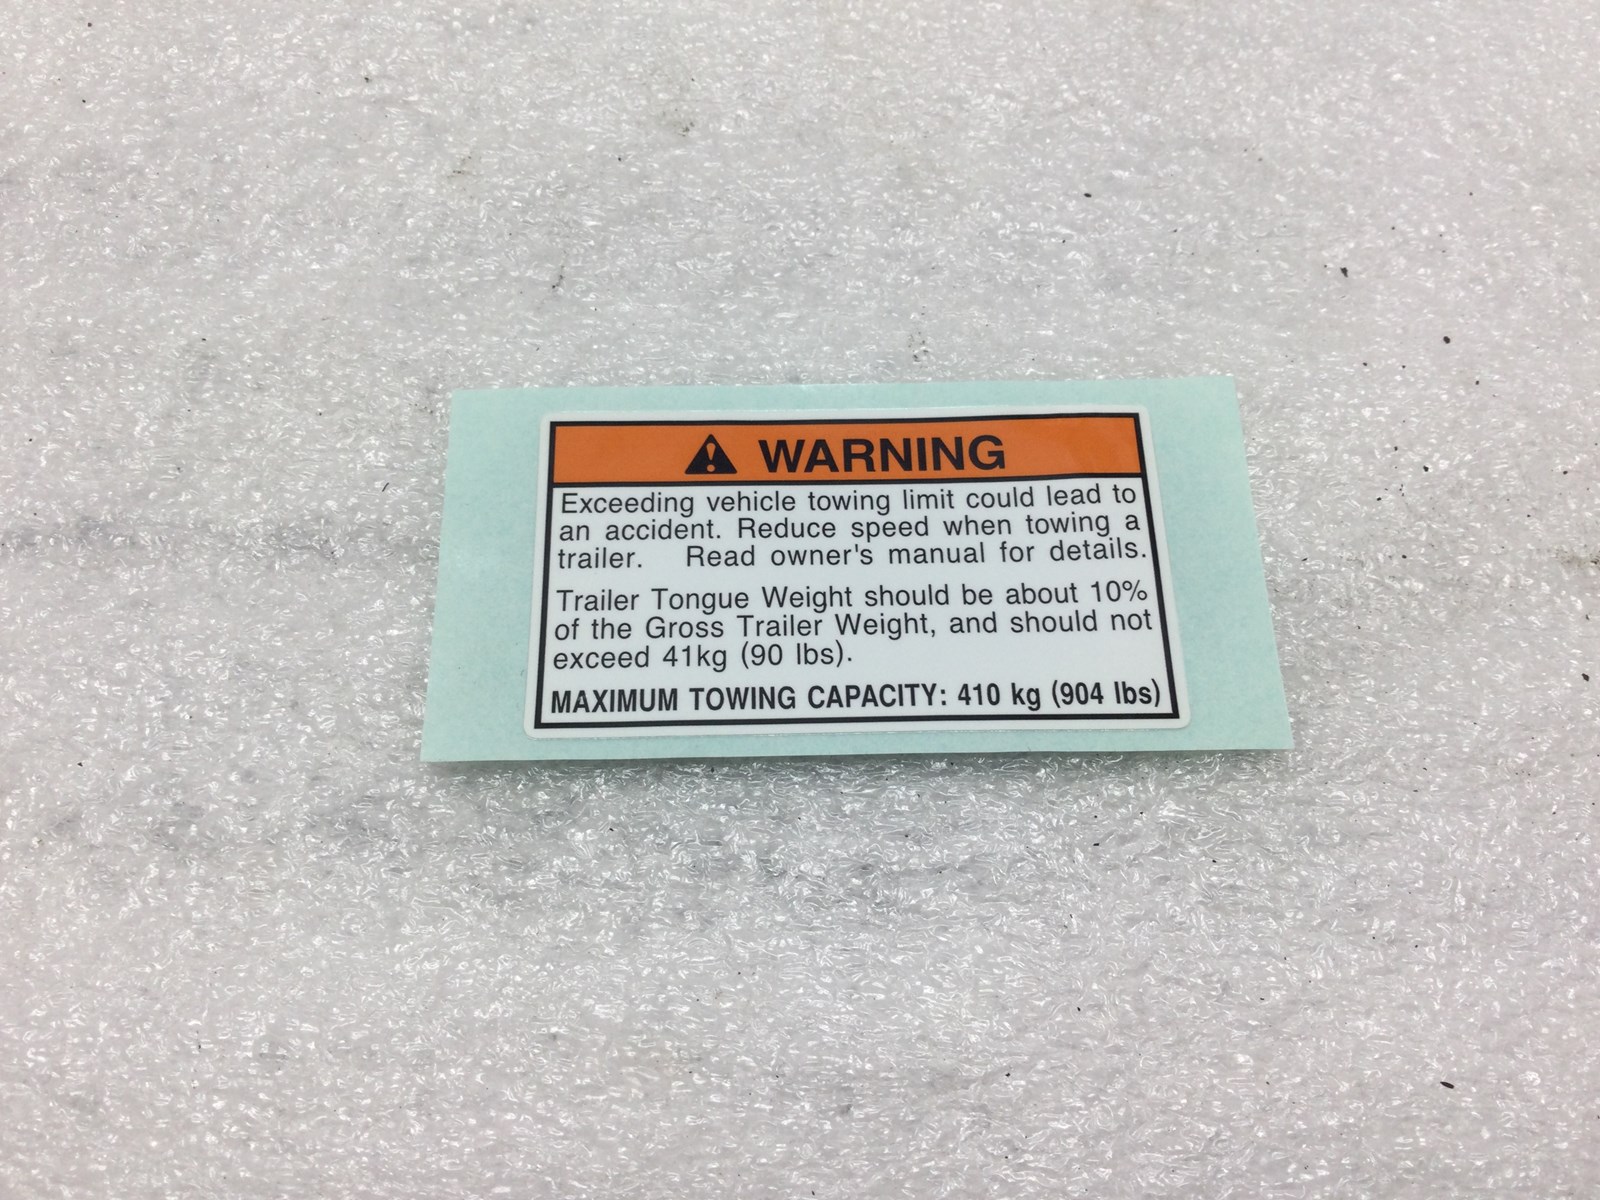 WARNING
Exceeding vehicle towing limit could lead to
an accident. Reduce speed when towing a
trailer. Read owner's manual for details.
Trailer Tongue Weight should be about 10%
of the Gross Trailer Weight, and should not
exceed 41kg (90 lbs).
MAXIMUM TOWING CAPACITY: 410 kg (904 lbs)